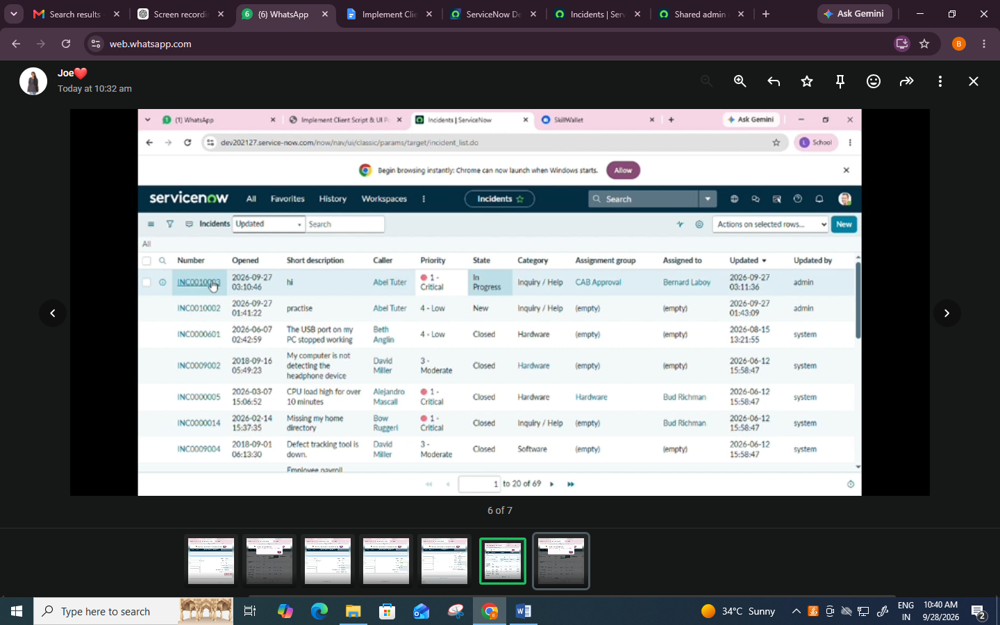 Search results
Screen recordi
(6) WhatsApp
Implement Clie
ServiceNow De
Incidents | Serv
Shared admin
Ask Gemini
web.whatsapp.com
B
Joe❤️
Today at 10:32 am
(1) WhatsApp
Implement Client Script & UI P
Incidents | ServiceNow
SkillWallet
Ask Gemini
dev202127.service-now.com/now/nav/ui/classic/params/target/incident_list.do
L School
Begin browsing instantly: Chrome can now launch when Windows starts.
Allow
servicenow
All Favorites History Workspaces
Incidents
Search
Incidents Updated Search
Actions on selected rows...
New
All
Number Opened Short description Caller Priority State Category Assignment group Assigned to Updated Updated by
INC0010003 2026-09-27 03:10:46 hi Abel Tuter 1 - Critical In Progress Inquiry / Help CAB Approval Bernard Laboy 2026-09-27 03:11:36 admin
INC0010002 2026-09-27 01:41:22 practise Abel Tuter 4 - Low New Inquiry / Help (empty) (empty) 2026-09-27 01:43:09 admin
INC0000601 2026-06-07 02:42:59 The USB port on my PC stopped working Beth Anglin 4 - Low Closed Hardware (empty) (empty) 2026-08-15 13:21:55 system
INC0009002 2018-09-16 05:49:23 My computer is not detecting the headphone device David Miller 3 - Moderate Closed Hardware (empty) (empty) 2026-06-12 15:58:47 system
INC0000005 2026-03-07 15:06:52 CPU load high for over 10 minutes Alejandro Mascall 1 - Critical Closed Hardware Hardware Bud Richman 2026-06-12 15:58:47 system
INC0000014 2026-02-14 15:37:35 Missing my home directory Bow Ruggeri 1 - Critical Closed Inquiry / Help (empty) Bud Richman 2026-06-12 15:58:47 system
INC0009004 2018-09-01 06:13:30 Defect tracking tool is down. David Miller 3 - Moderate Closed Software (empty) (empty) 2026-06-12 15:58:47 system
Employee payroll
1 to 20 of 69
6 of 7
Type here to search
34°C Sunny
ENG
IN
10:40 AM
9/28/2026
2